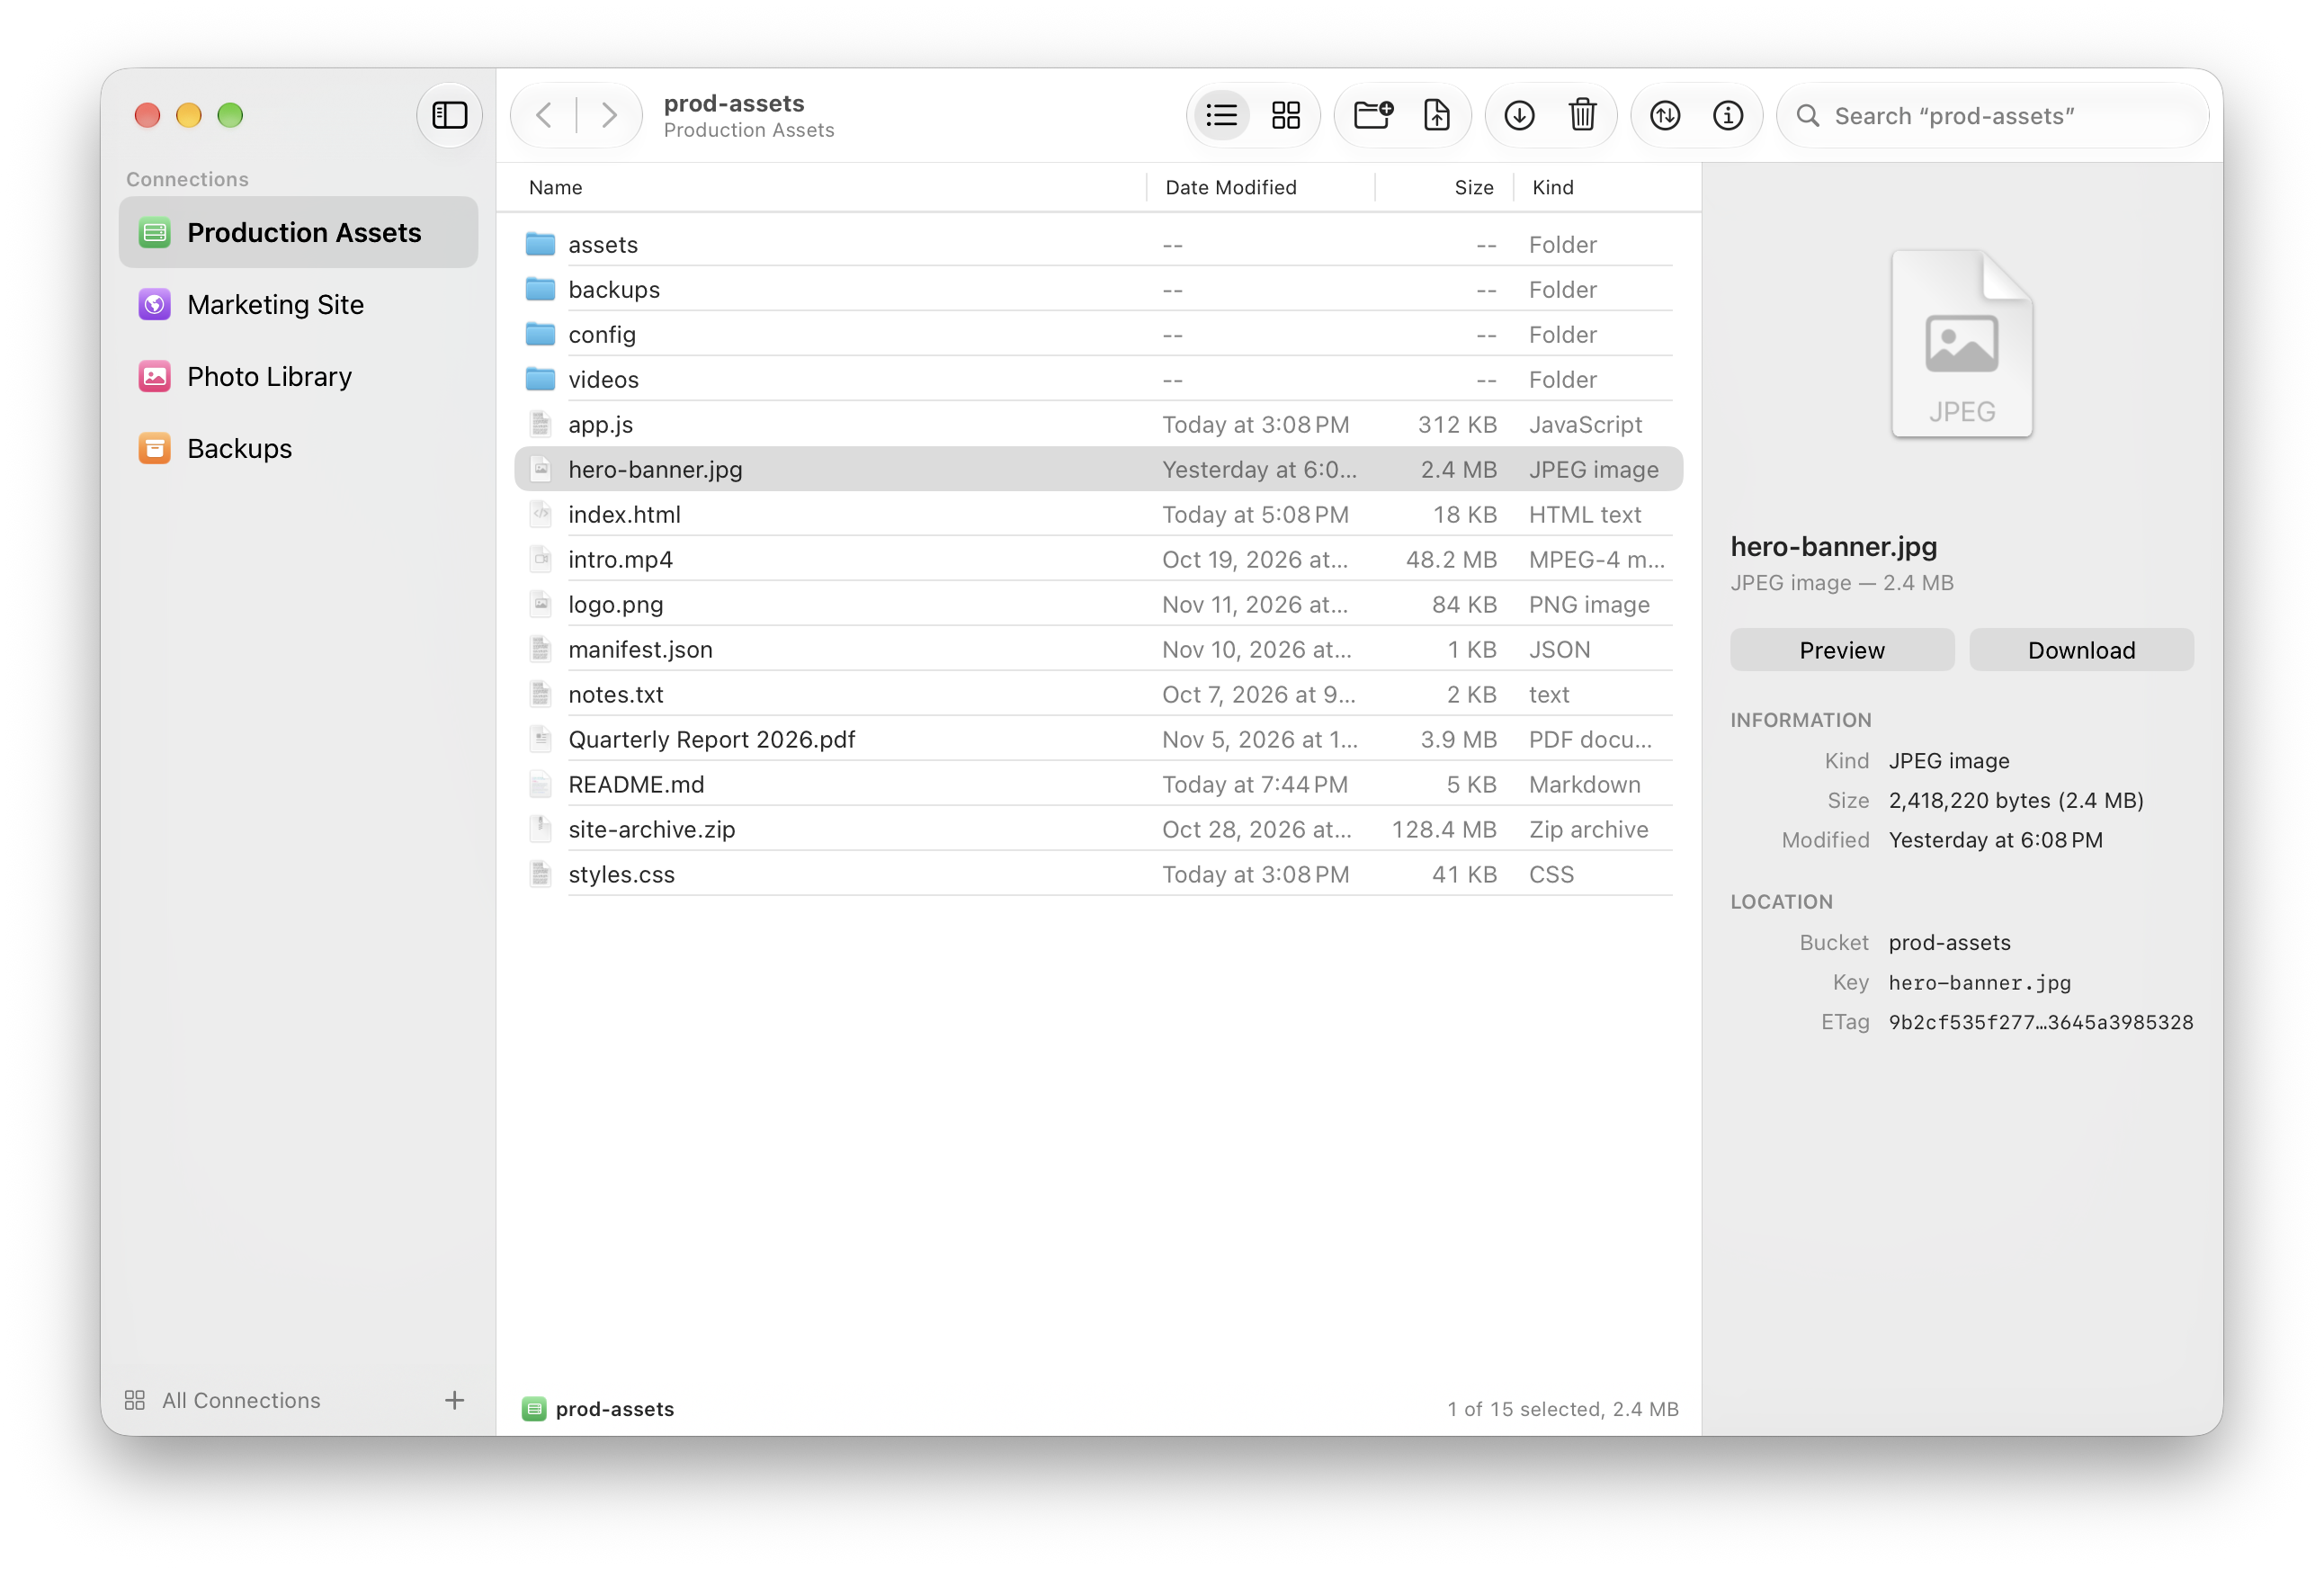 prod-assets
Production Assets
Search “prod-assets”
Connections
Production Assets
Marketing Site
Photo Library
Backups
All Connections
Name Date Modified Size Kind
assets -- -- Folder
backups -- -- Folder
config -- -- Folder
videos -- -- Folder
app.js Today at 3:08 PM 312 KB JavaScript
hero-banner.jpg Yesterday at 6:0... 2.4 MB JPEG image
index.html Today at 5:08 PM 18 KB HTML text
intro.mp4 Oct 19, 2026 at... 48.2 MB MPEG-4 m...
logo.png Nov 11, 2026 at... 84 KB PNG image
manifest.json Nov 10, 2026 at... 1 KB JSON
notes.txt Oct 7, 2026 at 9... 2 KB text
Quarterly Report 2026.pdf Nov 5, 2026 at 1... 3.9 MB PDF docu...
README.md Today at 7:44 PM 5 KB Markdown
site-archive.zip Oct 28, 2026 at... 128.4 MB Zip archive
styles.css Today at 3:08 PM 41 KB CSS
prod-assets
1 of 15 selected, 2.4 MB
JPEG
hero-banner.jpg
JPEG image — 2.4 MB
Preview Download
INFORMATION
Kind JPEG image
Size 2,418,220 bytes (2.4 MB)
Modified Yesterday at 6:08 PM
LOCATION
Bucket prod-assets
Key hero-banner.jpg
ETag 9b2cf535f277…3645a3985328